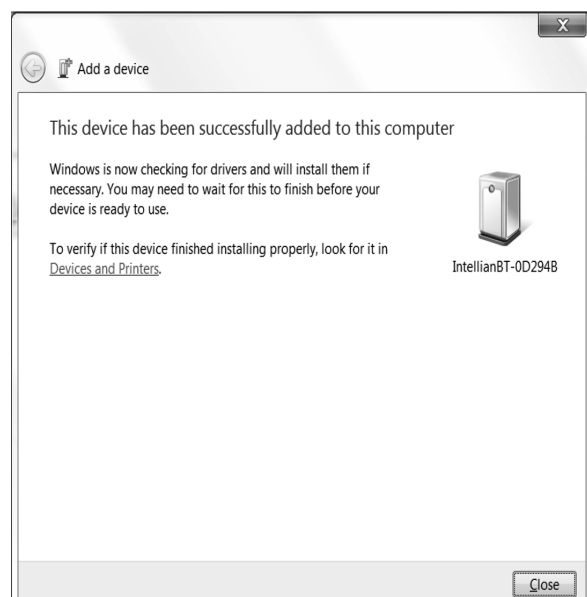 X
Add a device
This device has been successfully added to this computer
Windows is now checking for drivers and will install them if
necessary. You may need to wait for this to finish before your
device is ready to use.
To verify if this device finished installing properly, look for it in
Devices and Printers.
IntellianBT-0D294B
Close